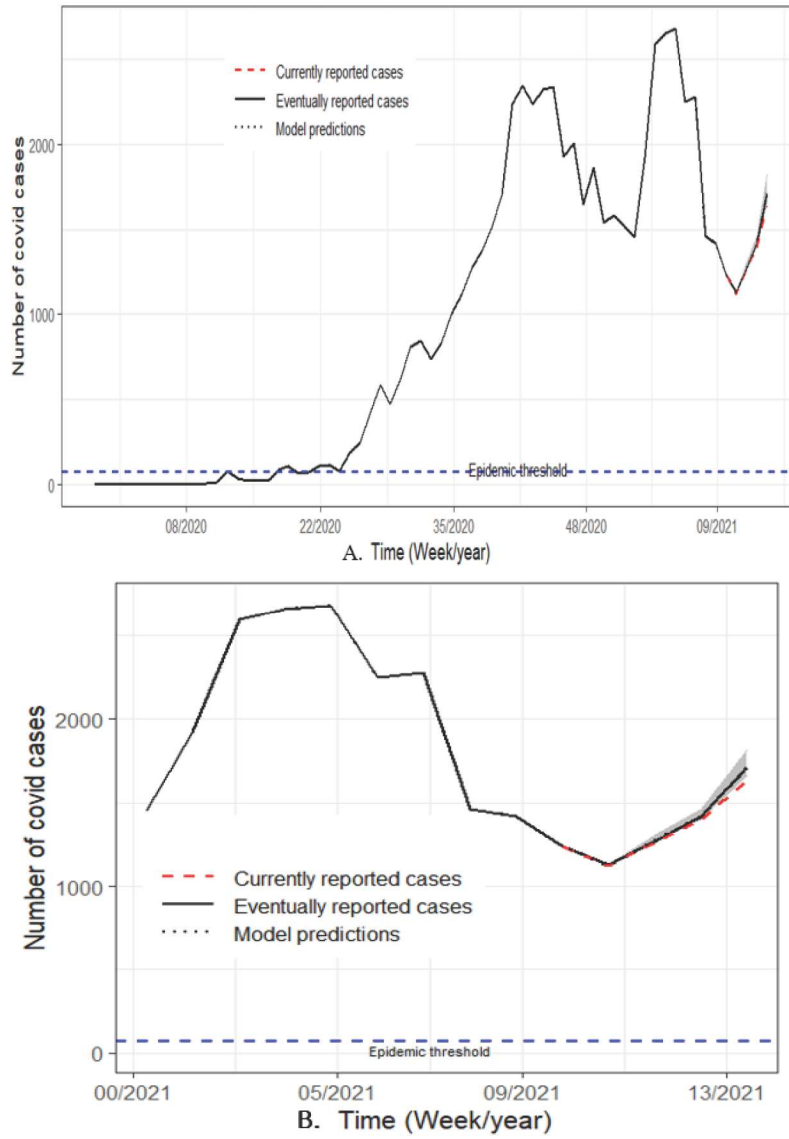 Number of covid cases
2000
1000
0
Currently reported cases
Eventually reported cases
Model predictions
Epidemic threshold
08/2020 22/2020 35/2020 48/2020 09/2021
A. Time (Week/year)
Number of covid cases
2000
1000
0
Currently reported cases
Eventually reported cases
Model predictions
Epidemic threshold
00/2021 05/2021 09/2021 13/2021
B. Time (Week/year)